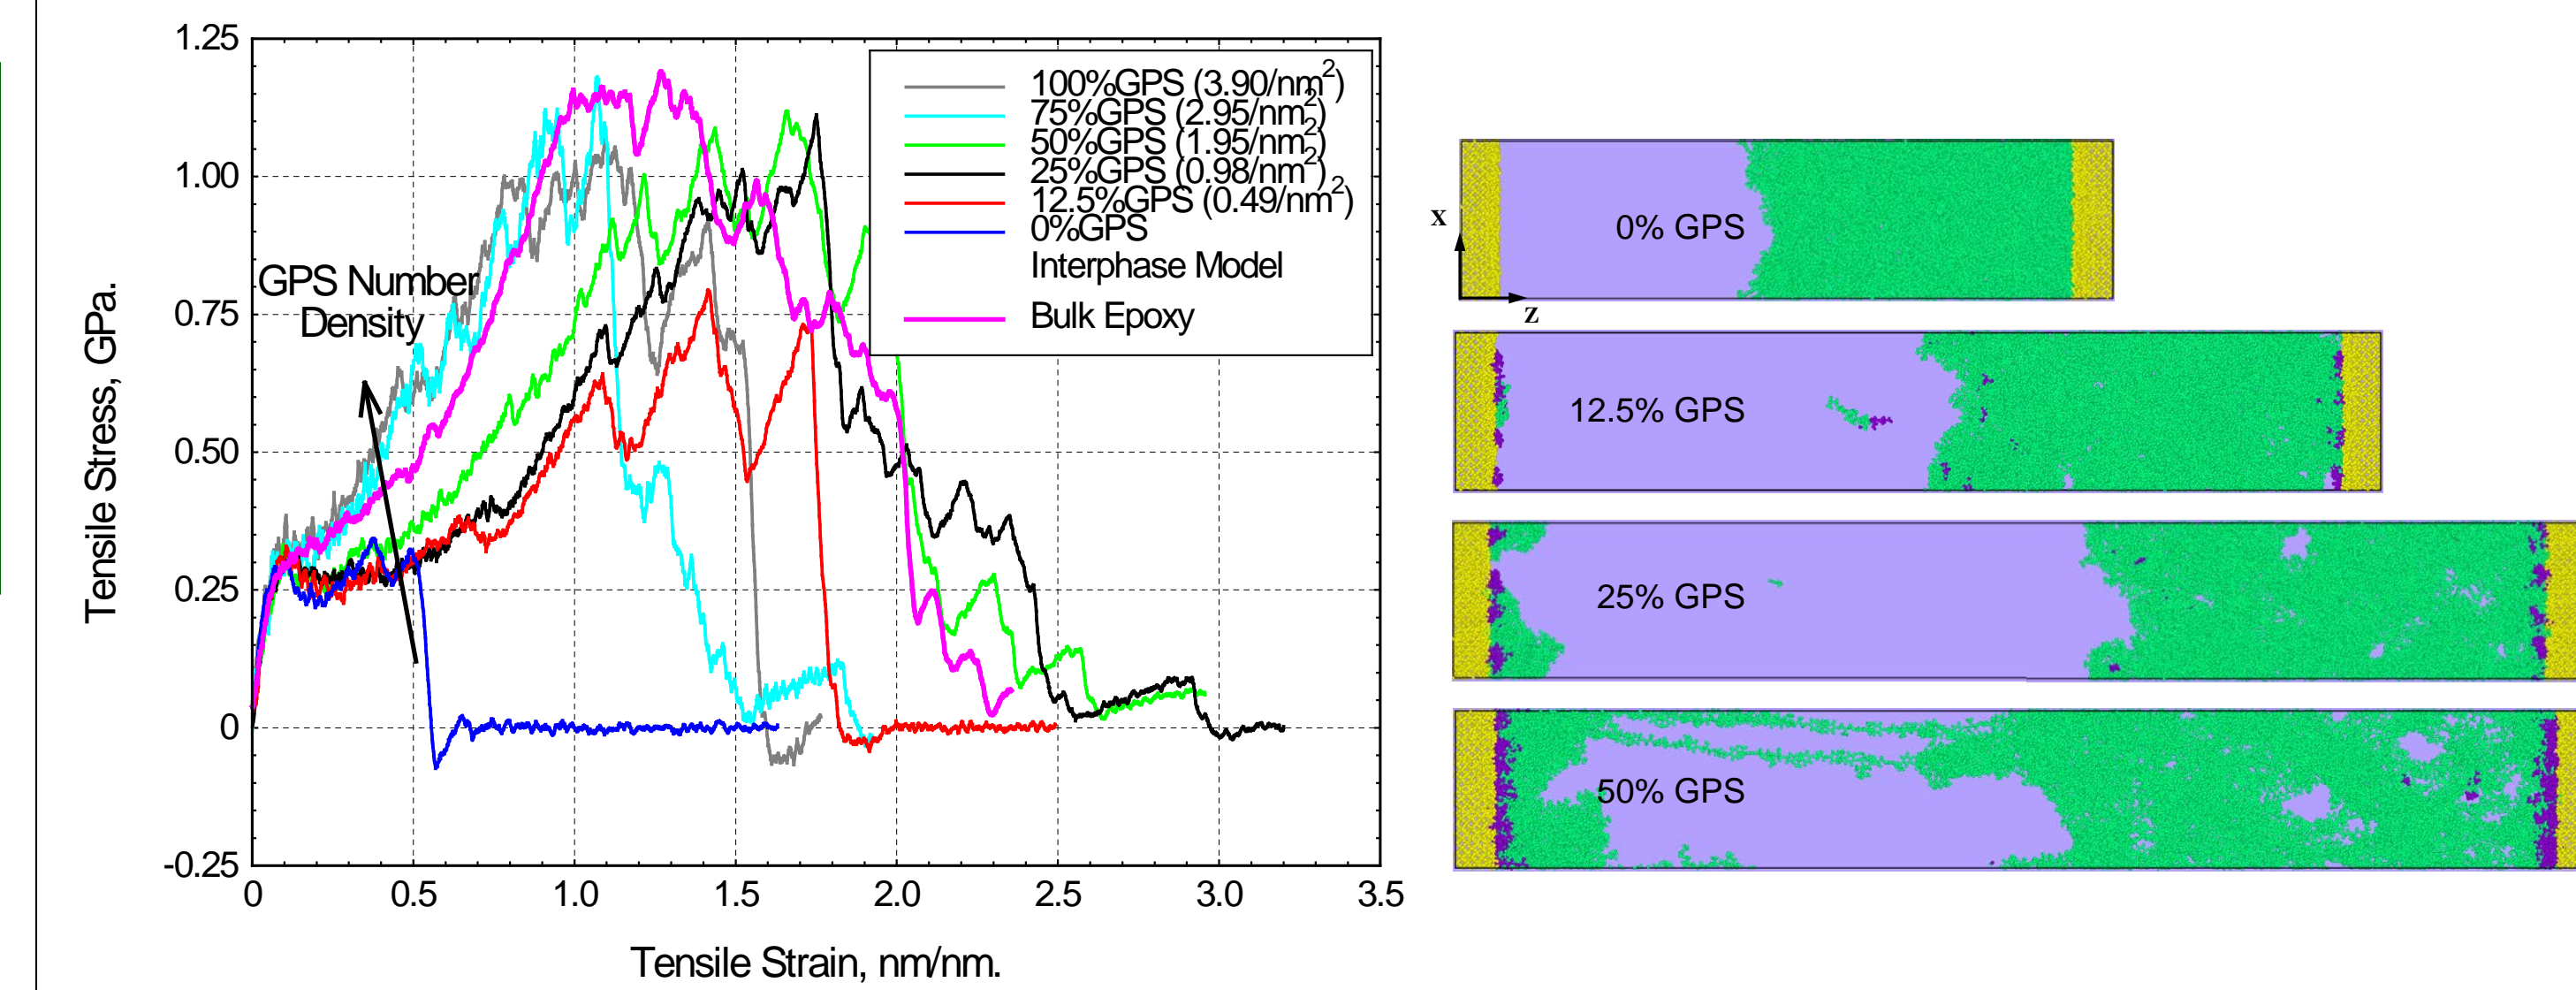 1.25
1.00
0.75
0.50
0.25
0
-0.25
Tensile Stress, GPa.
0 0.5 1.0 1.5 2.0 2.5 3.0 3.5
Tensile Strain, nm/nm.
GPS Number
Density
100%GPS (3.90/nm²)
75%GPS (2.95/nm²)
50%GPS (1.95/nm²)
25%GPS (0.98/nm²)
12.5%GPS (0.49/nm²)
0%GPS
Interphase Model
Bulk Epoxy
x
z
0% GPS
12.5% GPS
25% GPS
50% GPS